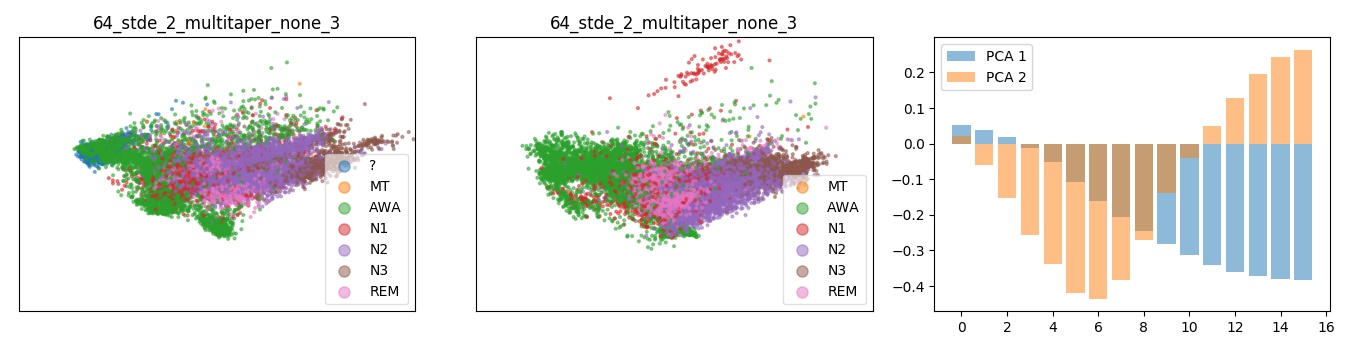 64_stde_2_multitaper_none_3
?
MT
AWA
N1
N2
N3
REM
64_stde_2_multitaper_none_3
MT
AWA
N1
N2
N3
REM
PCA 1
PCA 2
0.2
0.1
0.0
−0.1
−0.2
−0.3
−0.4
0 2 4 6 8 10 12 14 16